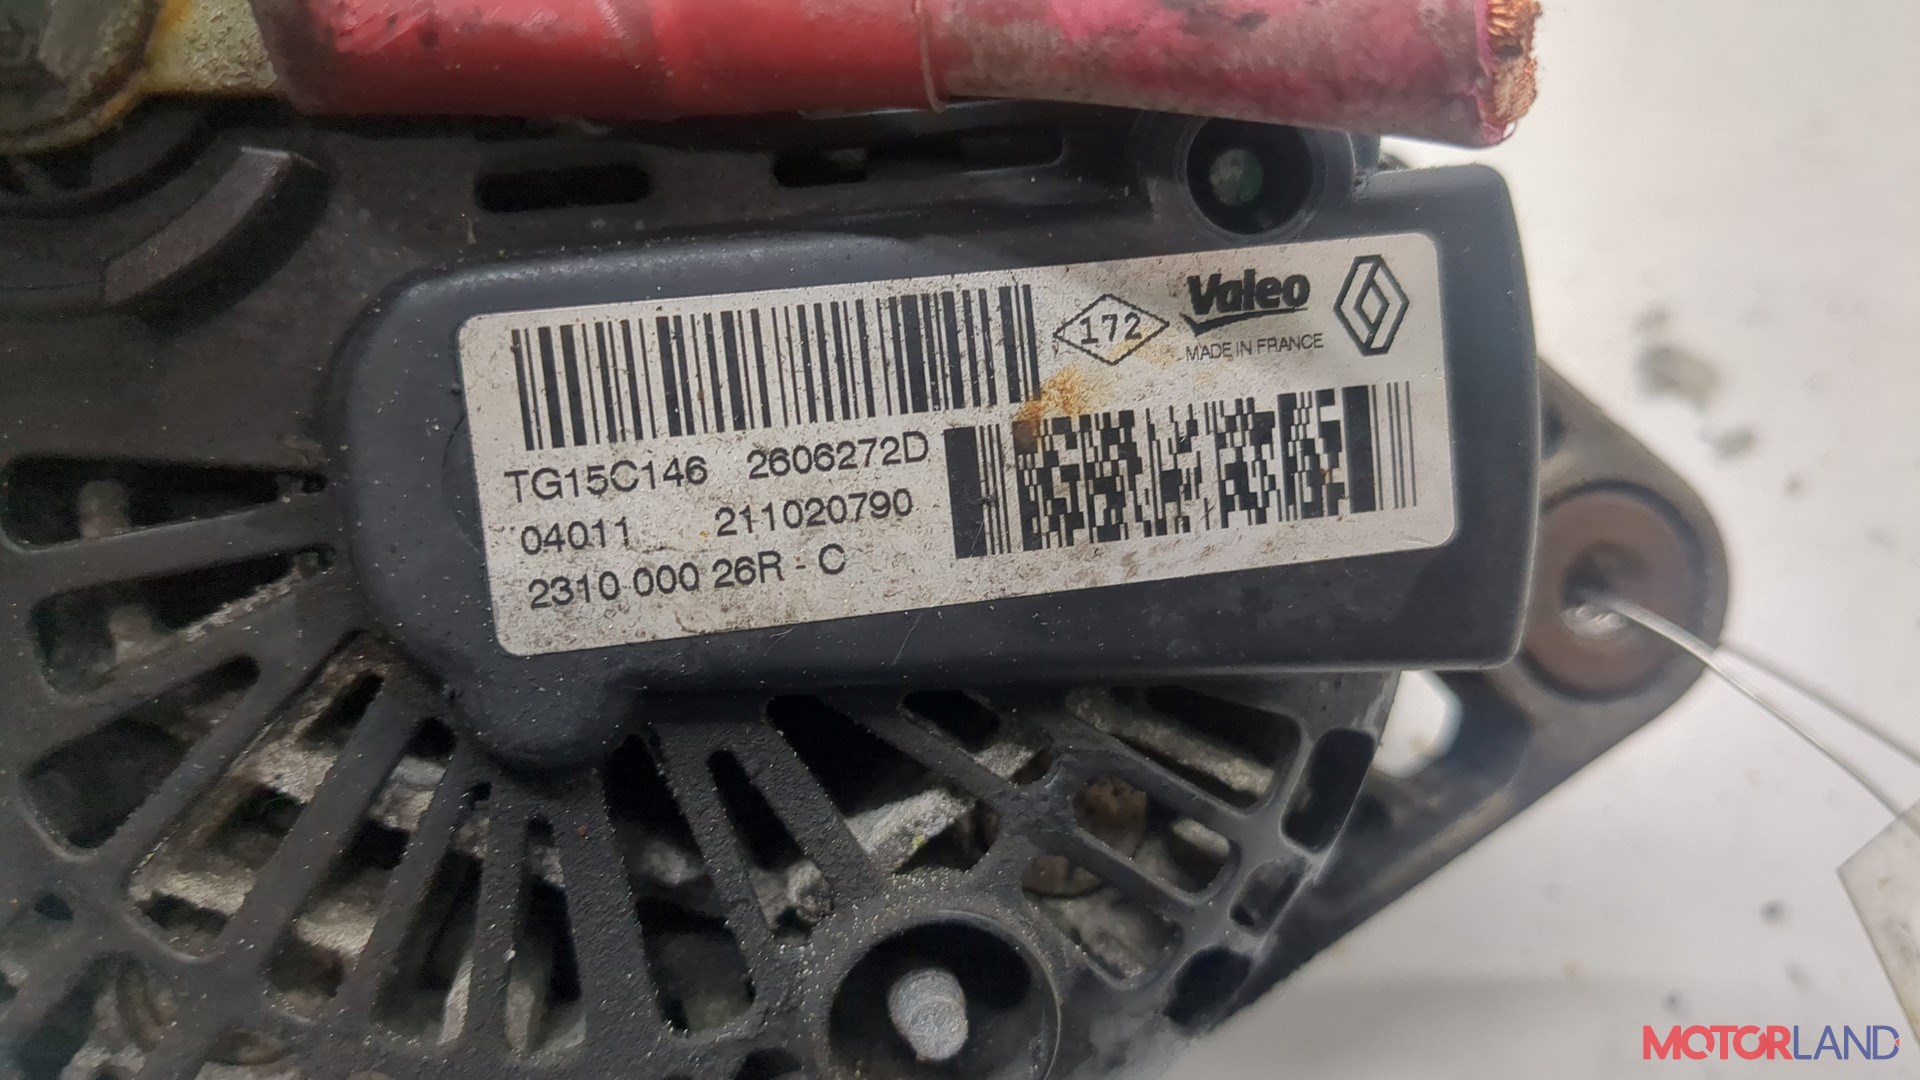 172 Valeo
MADE IN FRANCE
TG15C146 2606272D
04011 211020790
2310 000 26R - C
MOTORLAND